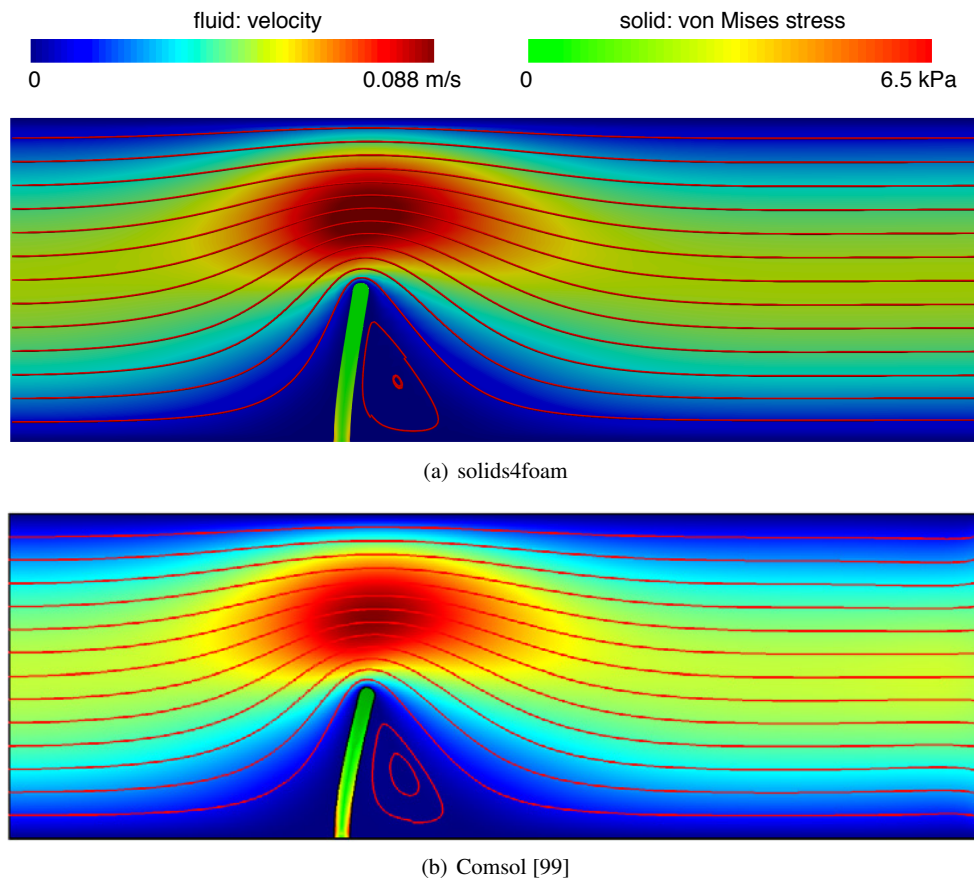 fluid: velocity
solid: von Mises stress
0
0.088 m/s
0
6.5 kPa
(a) solids4foam
(b) Comsol [99]